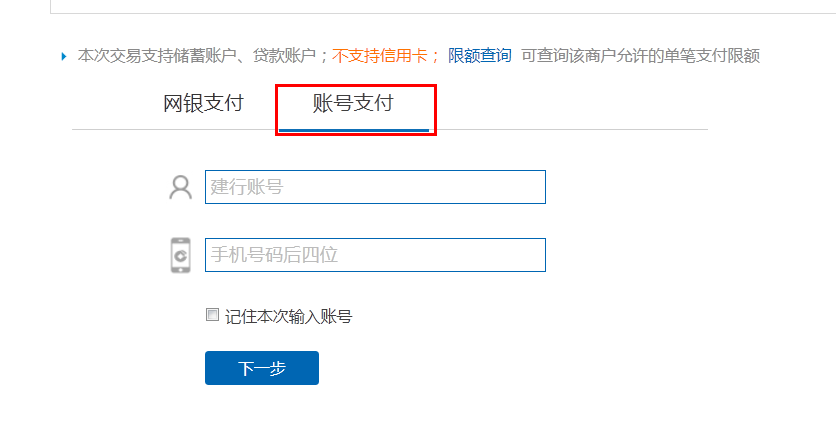 本次交易支持储蓄账户、贷款账户；不支持信用卡； 限额查询 可查询该商户允许的单笔支付限额
网银支付 账号支付
建行账号
手机号码后四位
记住本次输入账号
下一步